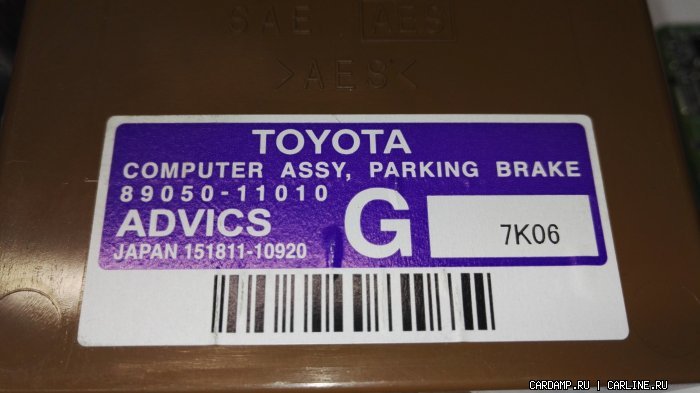 SAE AES
>AES<
TOYOTA
COMPUTER ASSY, PARKING BRAKE
89050-11010
ADVICS
G
7K06
JAPAN 151811-10920
CARDAMP.RU | CARLINE.RU